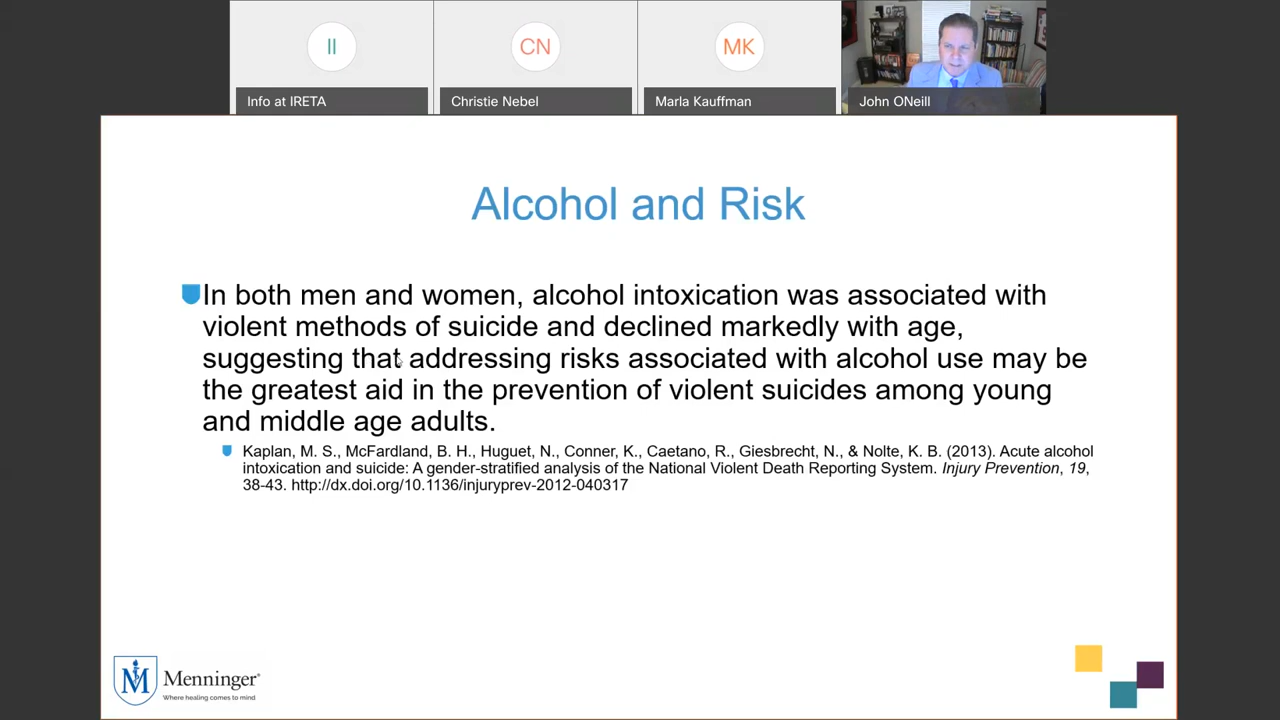 II
CN
MK
Info at IRETA
Christie Nebel
Marla Kauffman
John ONeill
Alcohol and Risk
In both men and women, alcohol intoxication was associated with
violent methods of suicide and declined markedly with age,
suggesting that addressing risks associated with alcohol use may be
the greatest aid in the prevention of violent suicides among young
and middle age adults.
Kaplan, M. S., McFardland, B. H., Huguet, N., Conner, K., Caetano, R., Giesbrecht, N., & Nolte, K. B. (2013). Acute alcohol
intoxication and suicide: A gender-stratified analysis of the National Violent Death Reporting System. Injury Prevention, 19,
38-43. http://dx.doi.org/10.1136/injuryprev-2012-040317
M
Menninger®
Where healing comes to mind